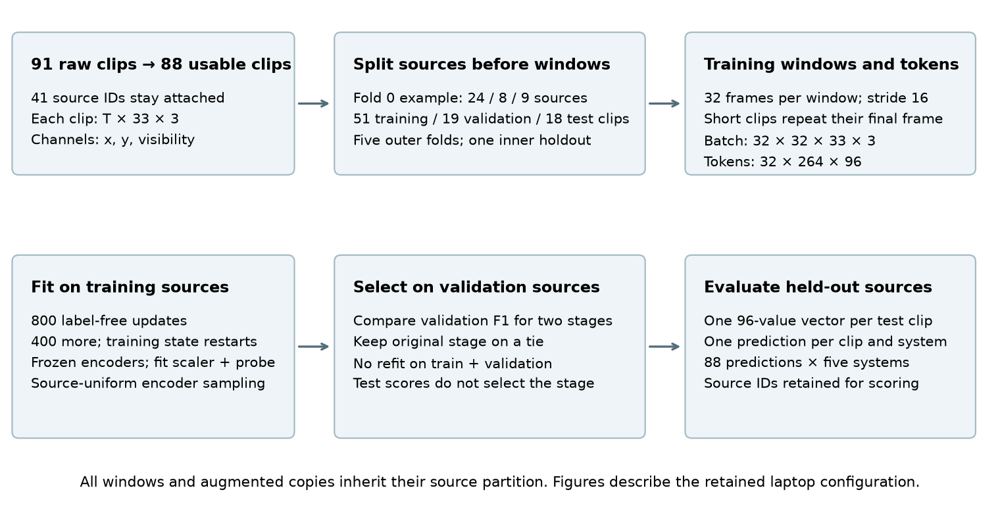 91 raw clips → 88 usable clips
41 source IDs stay attached
Each clip: T × 33 × 3
Channels: x, y, visibility
Split sources before windows
Fold 0 example: 24 / 8 / 9 sources
51 training / 19 validation / 18 test clips
Five outer folds; one inner holdout
Training windows and tokens
32 frames per window; stride 16
Short clips repeat their final frame
Batch: 32 × 32 × 33 × 3
Tokens: 32 × 264 × 96
Fit on training sources
800 label-free updates
400 more; training state restarts
Frozen encoders; fit scaler + probe
Source-uniform encoder sampling
Select on validation sources
Compare validation F1 for two stages
Keep original stage on a tie
No refit on train + validation
Test scores do not select the stage
Evaluate held-out sources
One 96-value vector per test clip
One prediction per clip and system
88 predictions × five systems
Source IDs retained for scoring
All windows and augmented copies inherit their source partition. Figures describe the retained laptop configuration.